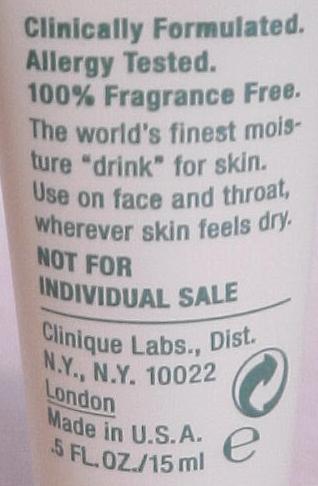 Clinically Formulated.
Allergy Tested.
100% Fragrance Free.
The world's finest mois-
ture "drink" for skin.
Use on face and throat,
wherever skin feels dry.
NOT FOR
INDIVIDUAL SALE
Clinique Labs., Dist.
N.Y., N.Y. 10022
London
Made in U.S.A.
.5 FL.OZ./15 ml e